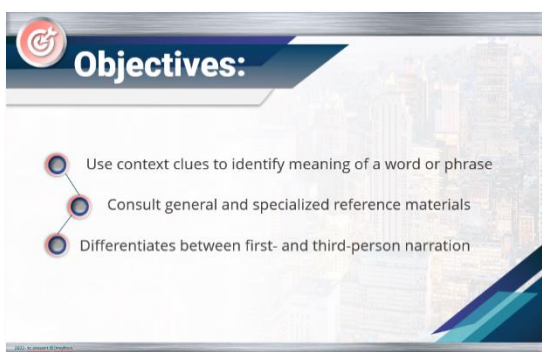 Objectives:
Use context clues to identify meaning of a word or phrase
Consult general and specialized reference materials
Differentiates between first- and third-person narration